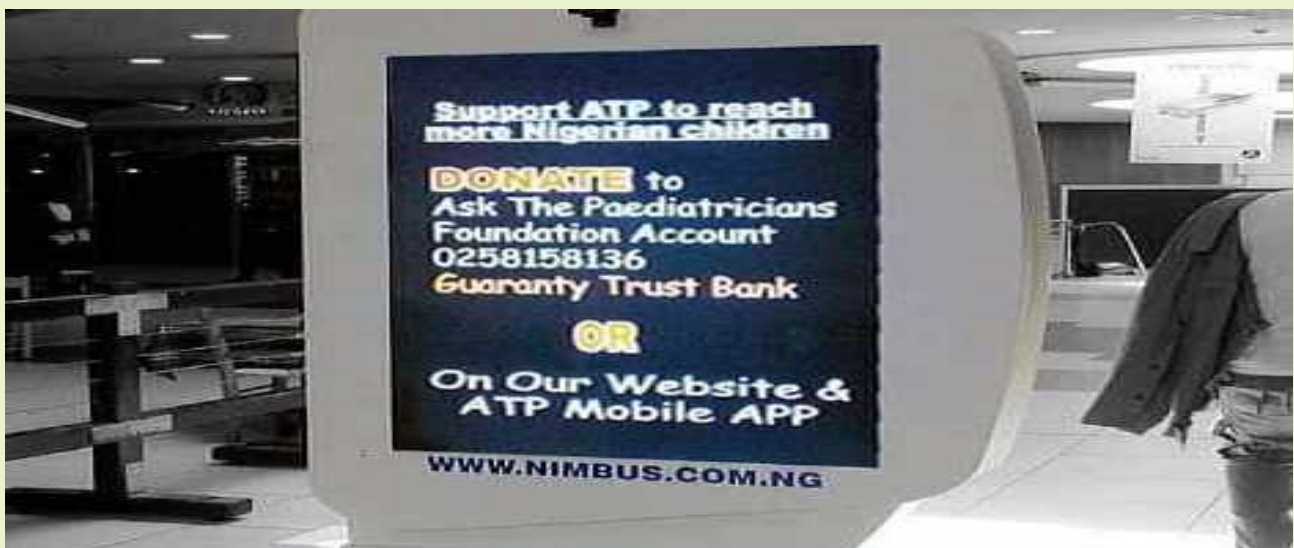 Support ATP to reach
more Nigerian children
DONATE to
Ask The Paediatricians
Foundation Account
0258158136
Guaranty Trust Bank
OR
On Our Website &
ATP Mobile APP
WWW.NIMBUS.COM.NG